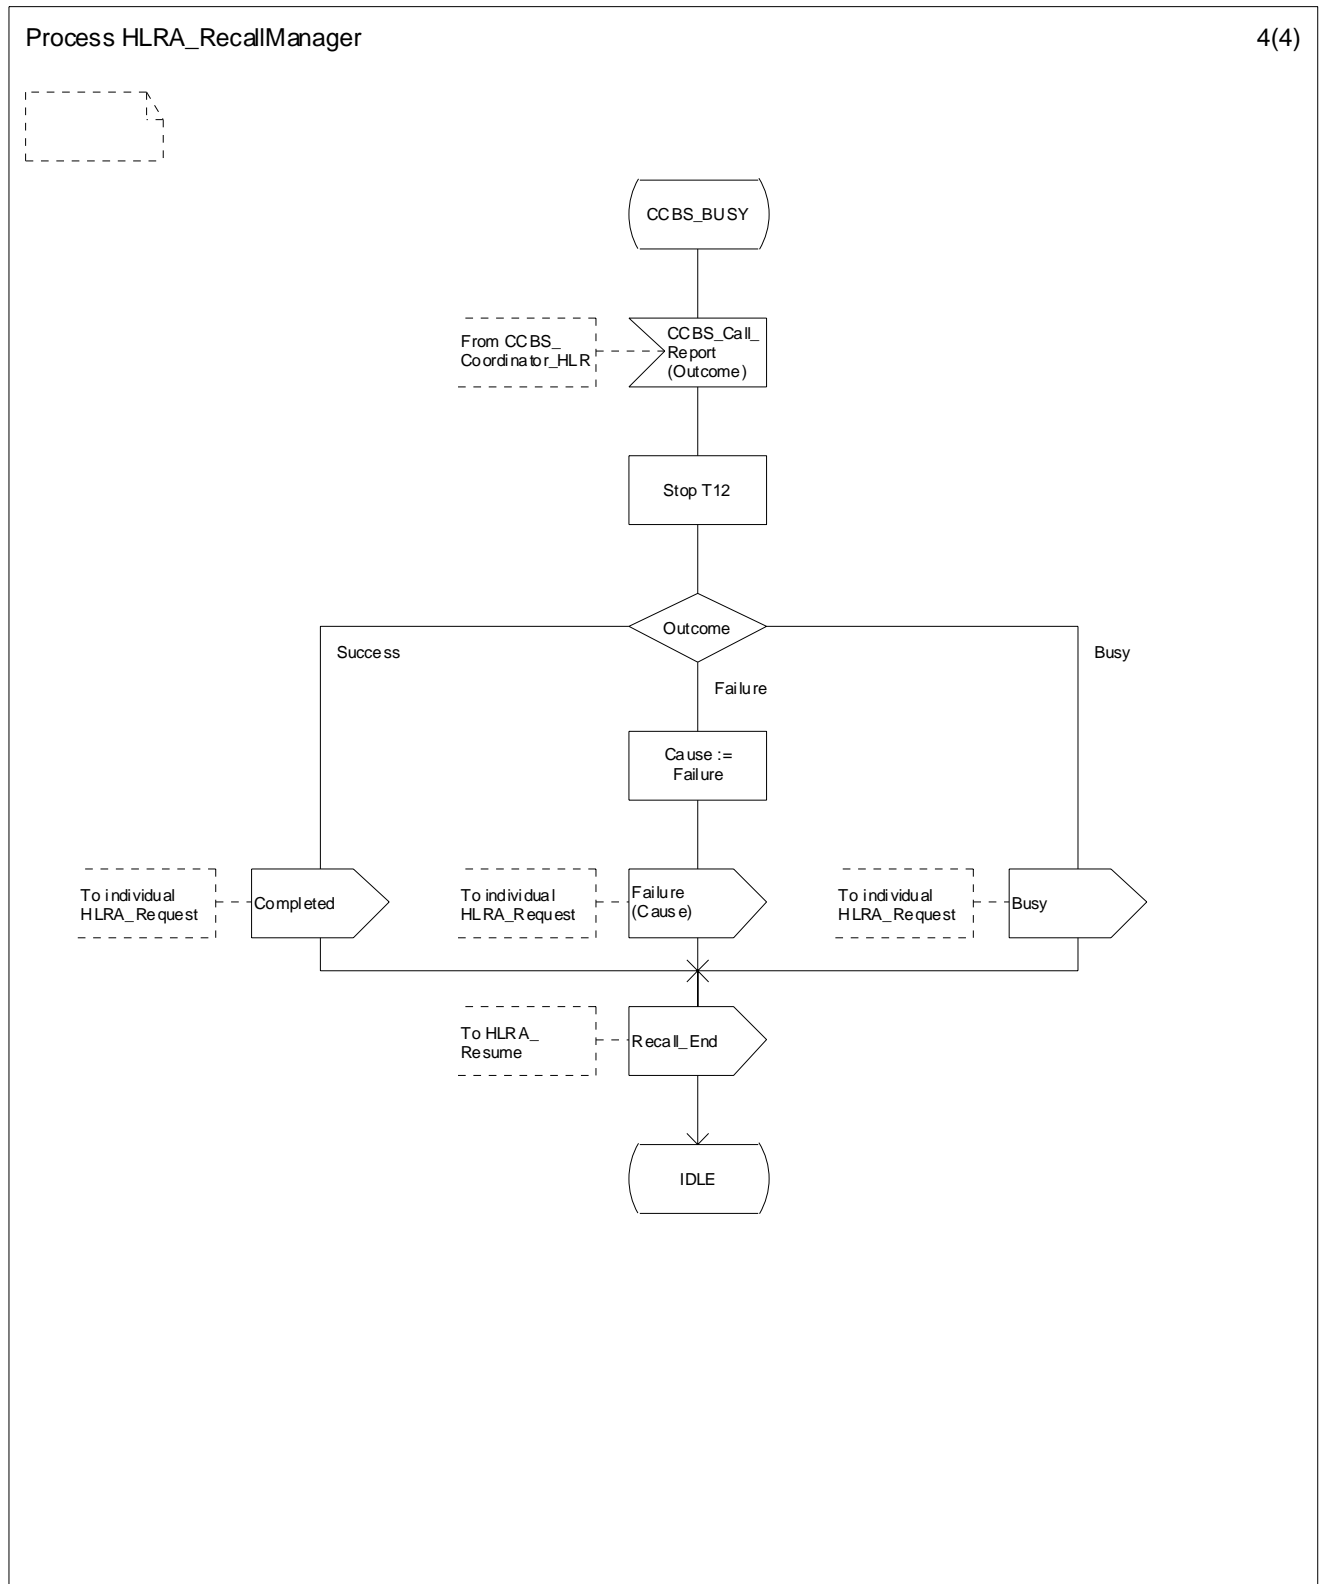 Process HLRA_RecallManager
4(4)
CCBS_BUSY
From CCBS_
Coordinator_HLR
CCBS_Call_
Report
(Outcome)
Stop T12
Outcome
Success
Failure
Busy
Cause :=
Failure
To individual
HLRA_Request
Completed
To individual
HLRA_Request
Failure
(Cause)
To individual
HLRA_Request
Busy
To HLRA_
Resume
Recall_End
IDLE